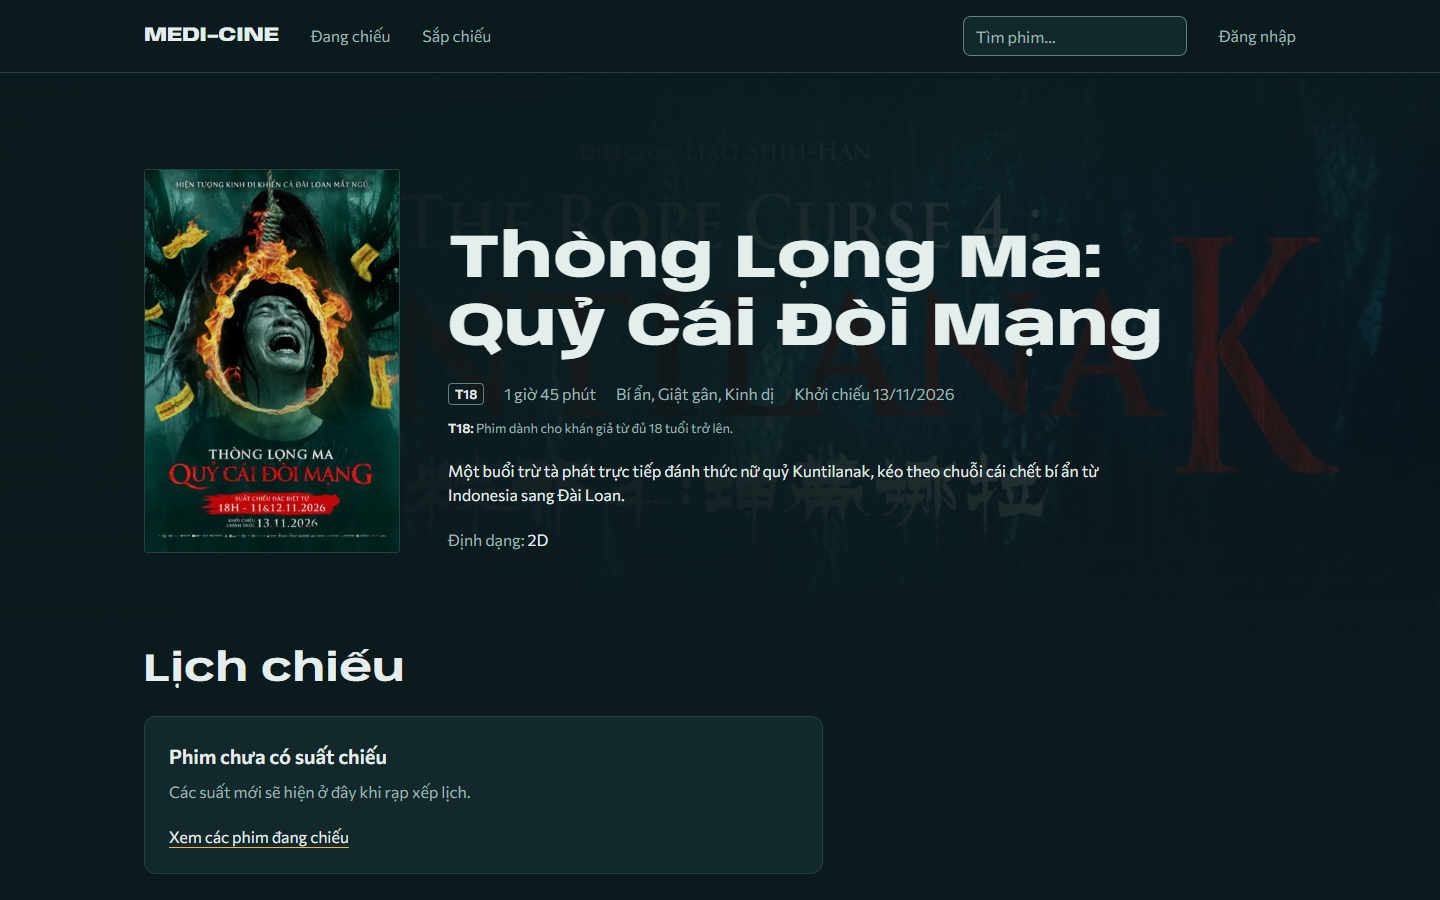 MEDI-CINE
Đang chiếu
Sắp chiếu
Tìm phim...
Đăng nhập
DIRECTOR LIAO SHIH-HAN
THE ROPE CURSE 4 :
HIỆN TƯỢNG KINH DỊ KHIẾN CẢ ĐÀI LOAN MẤT NGỦ
THÒNG LỌNG MA
QUỶ CÁI ĐÒI MẠNG
SUẤT CHIẾU ĐẶC BIỆT TỪ
18H - 11&12.11.2026
KHỞI CHIẾU
CHÍNH THỨC 13.11.2026
Thòng Lọng Ma:
Quỷ Cái Đòi Mạng
T18 1 giờ 45 phút Bí ẩn, Giật gân, Kinh dị Khởi chiếu 13/11/2026
T18: Phim dành cho khán giả từ đủ 18 tuổi trở lên.
Một buổi trừ tà phát trực tiếp đánh thức nữ quỷ Kuntilanak, kéo theo chuỗi cái chết bí ẩn từ
Indonesia sang Đài Loan.
Định dạng: 2D
Lịch chiếu
Phim chưa có suất chiếu
Các suất mới sẽ hiện ở đây khi rạp xếp lịch.
Xem các phim đang chiếu